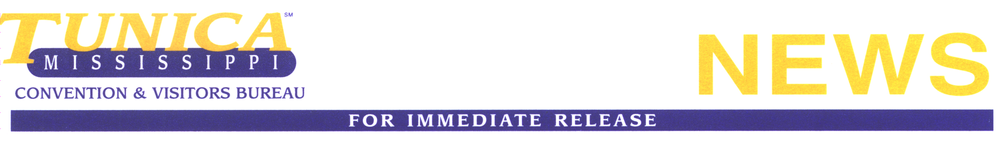 TUNICA SM
MISSISSIPPI
CONVENTION & VISITORS BUREAU
NEWS
FOR IMMEDIATE RELEASE